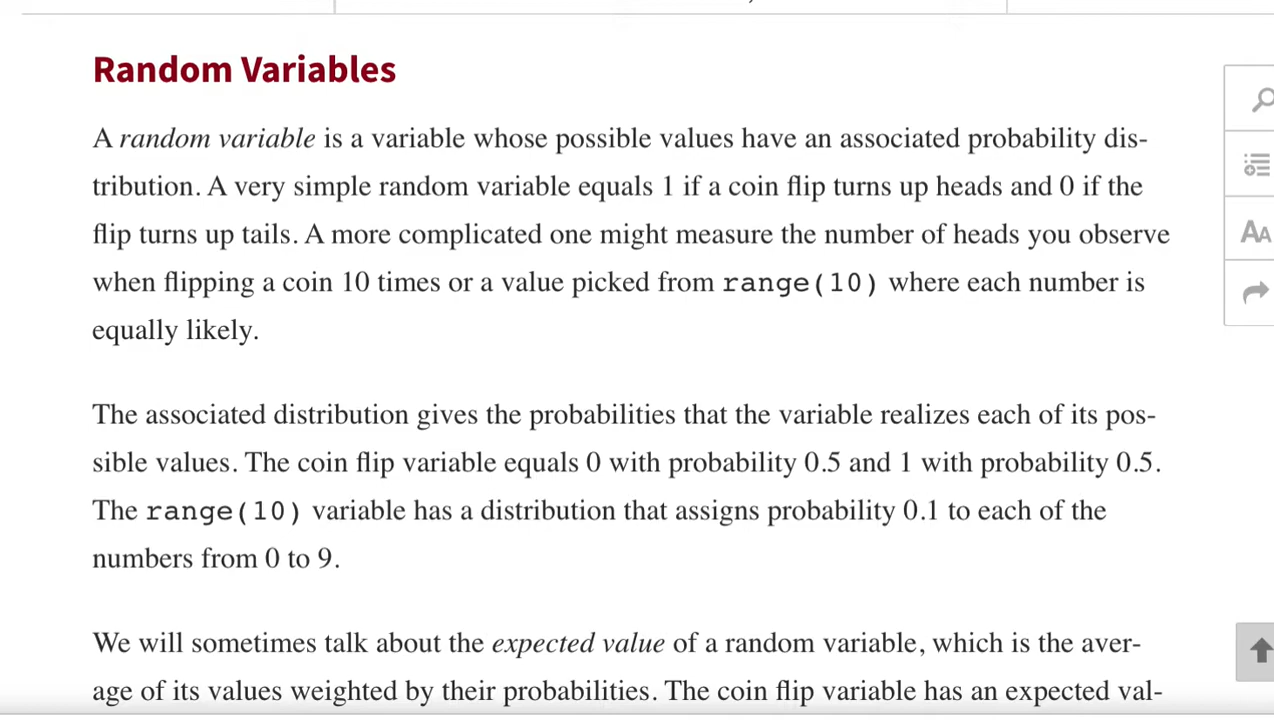 Random Variables
A random variable is a variable whose possible values have an associated probability dis-
tribution. A very simple random variable equals 1 if a coin flip turns up heads and 0 if the
flip turns up tails. A more complicated one might measure the number of heads you observe
when flipping a coin 10 times or a value picked from range(10) where each number is
equally likely.
The associated distribution gives the probabilities that the variable realizes each of its pos-
sible values. The coin flip variable equals 0 with probability 0.5 and 1 with probability 0.5.
The range(10) variable has a distribution that assigns probability 0.1 to each of the
numbers from 0 to 9.
We will sometimes talk about the expected value of a random variable, which is the aver-
age of its values weighted by their probabilities. The coin flip variable has an expected val-
AA